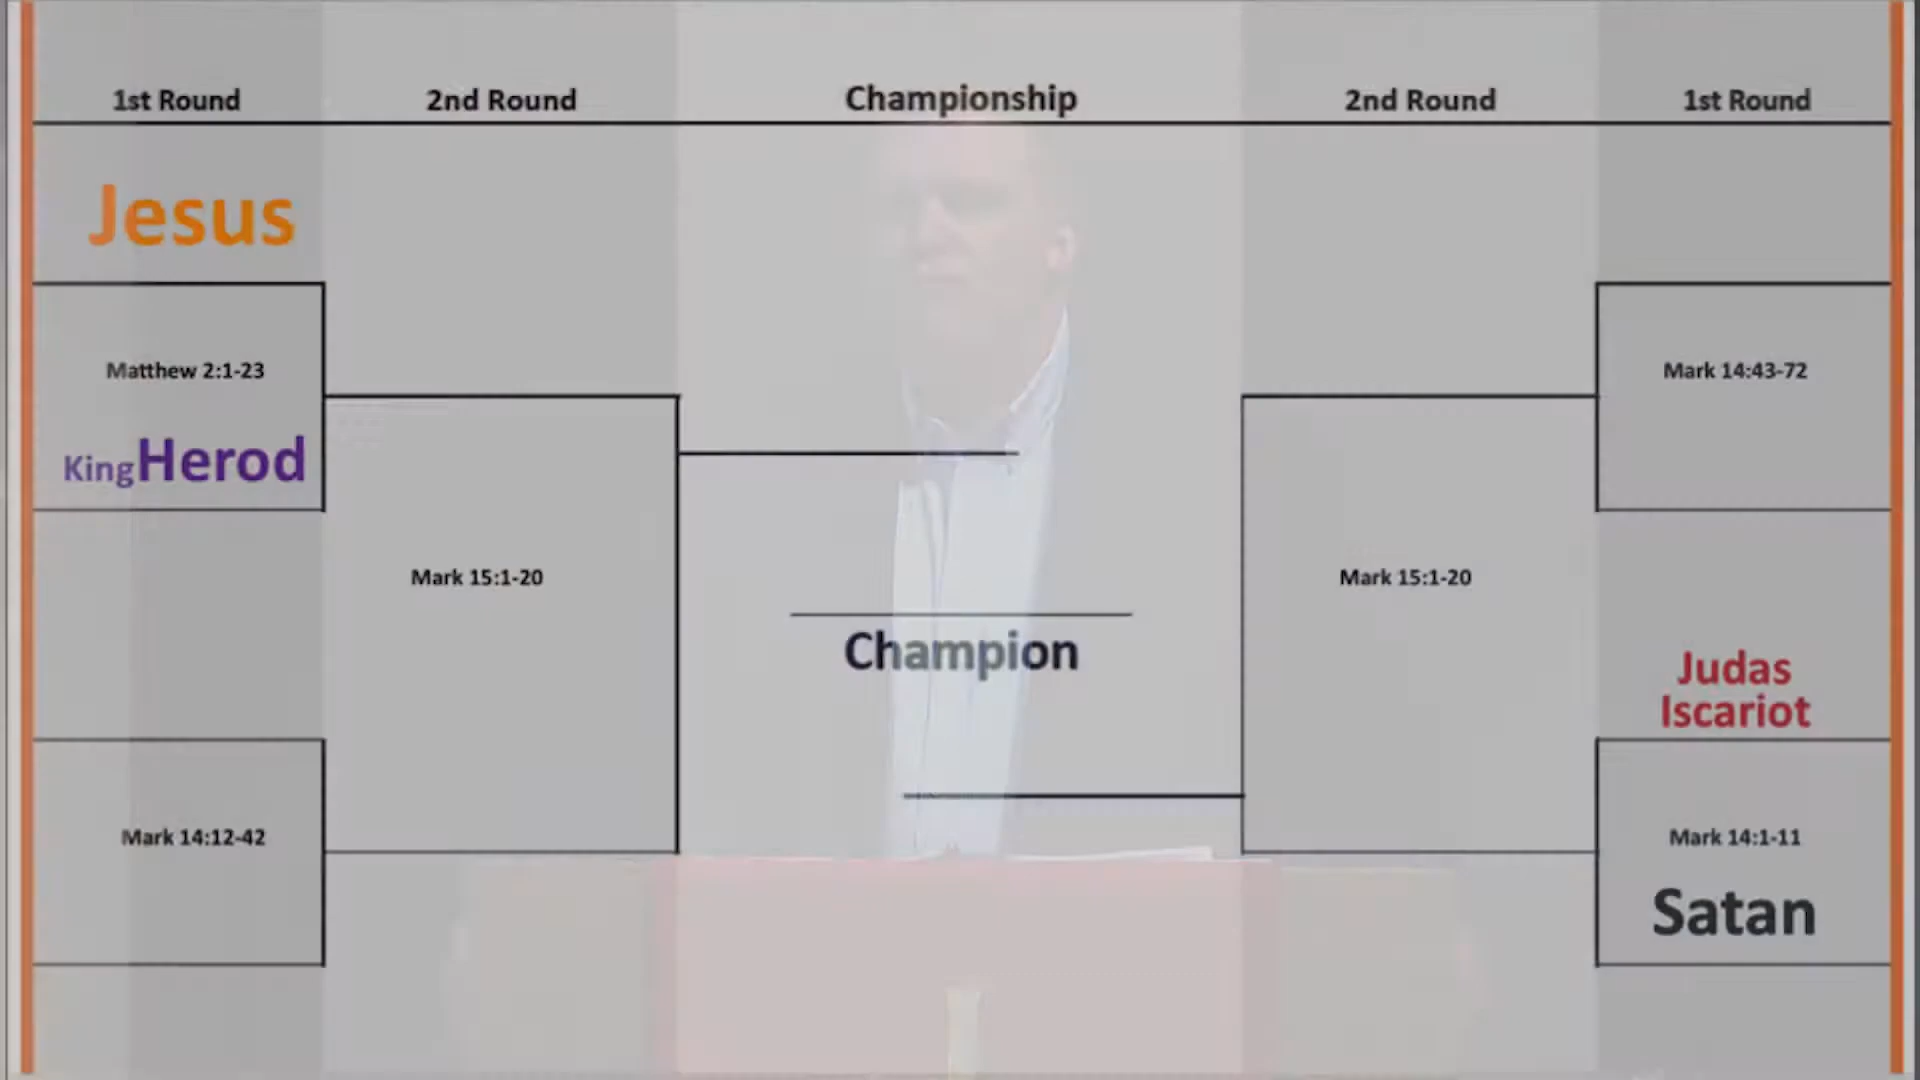 1st Round
2nd Round
Championship
2nd Round
1st Round
Jesus
Matthew 2:1-23
King Herod
Mark 14:12-42
Mark 15:1-20
Champion
Mark 15:1-20
Mark 14:43-72
Judas
Iscariot
Mark 14:1-11
Satan